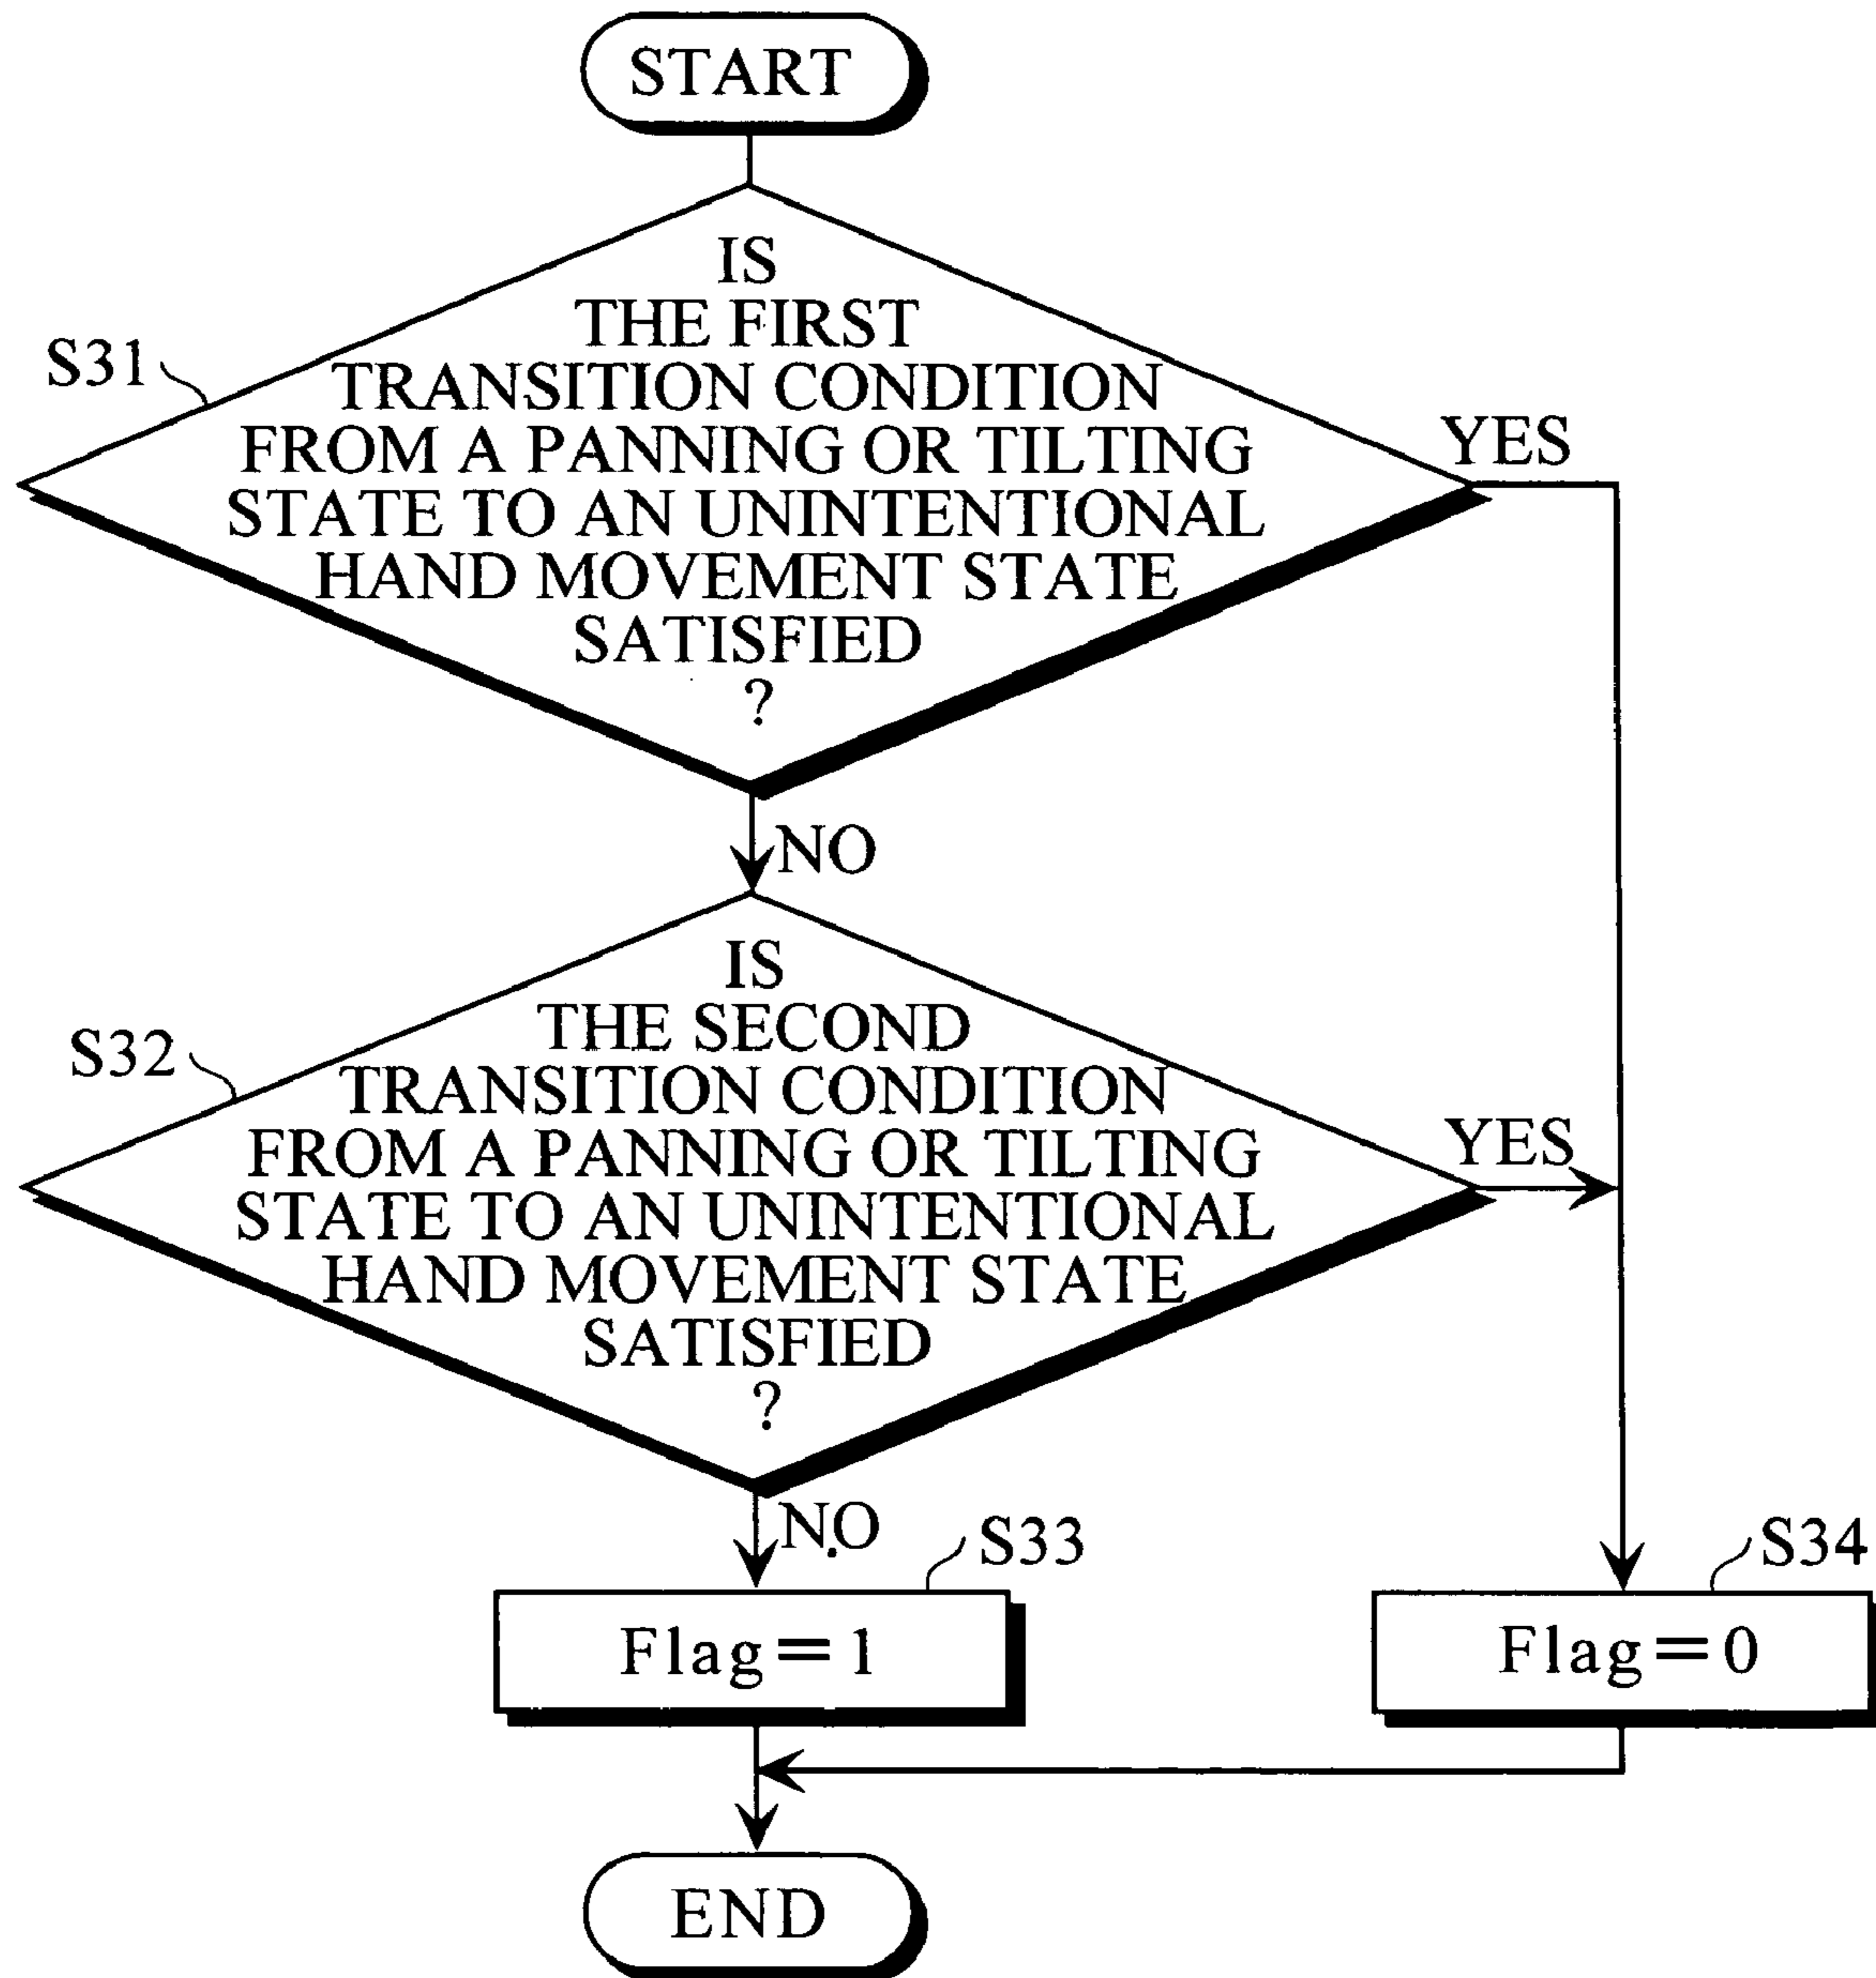 START
IS
THE FIRST
TRANSITION CONDITION
FROM A PANNING OR TILTING
STATE TO AN UNINTENTIONAL
HAND MOVEMENT STATE
SATISFIED
?
S31
YES
NO
IS
THE SECOND
TRANSITION CONDITION
FROM A PANNING OR TILTING
STATE TO AN UNINTENTIONAL
HAND MOVEMENT STATE
SATISFIED
?
S32
YES
NO
S33
Flag=1
S34
Flag=0
END